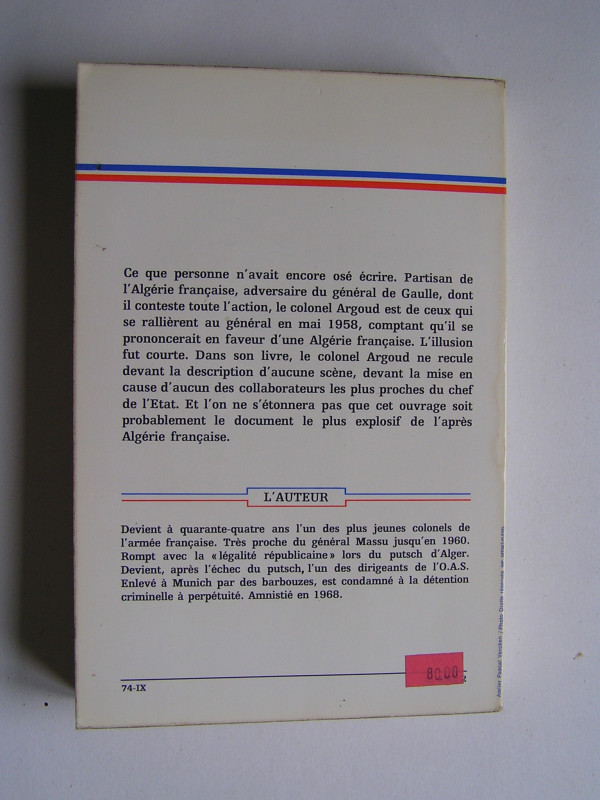 Ce que personne n'avait encore osé écrire. Partisan de
l'Algérie française, adversaire du général de Gaulle, dont
il conteste toute l'action, le colonel Argoud est de ceux qui
se rallièrent au général en mai 1958, comptant qu'il se
prononcerait en faveur d'une Algérie française. L'illusion
fut courte. Dans son livre, le colonel Argoud ne recule
devant la description d'aucune scène, devant la mise en
cause d'aucun des collaborateurs les plus proches du chef
de l'Etat. Et l'on ne s'étonnera pas que cet ouvrage soit
probablement le document le plus explosif de l'après
Algérie française.
L'AUTEUR
Devient à quarante-quatre ans l'un des plus jeunes colonels de
l'armée française. Très proche du général Massu jusqu'en 1960.
Rompt avec la «légalité républicaine» lors du putsch d'Alger.
Devient, après l'échec du putsch, l'un des dirigeants de l'O.A.S.
Enlevé à Munich par des barbouzes, est condamné à la détention
criminelle à perpétuité. Amnistié en 1968.
74-IX
80.00
Atelier Pascal Vercken / Photo Droits réservés